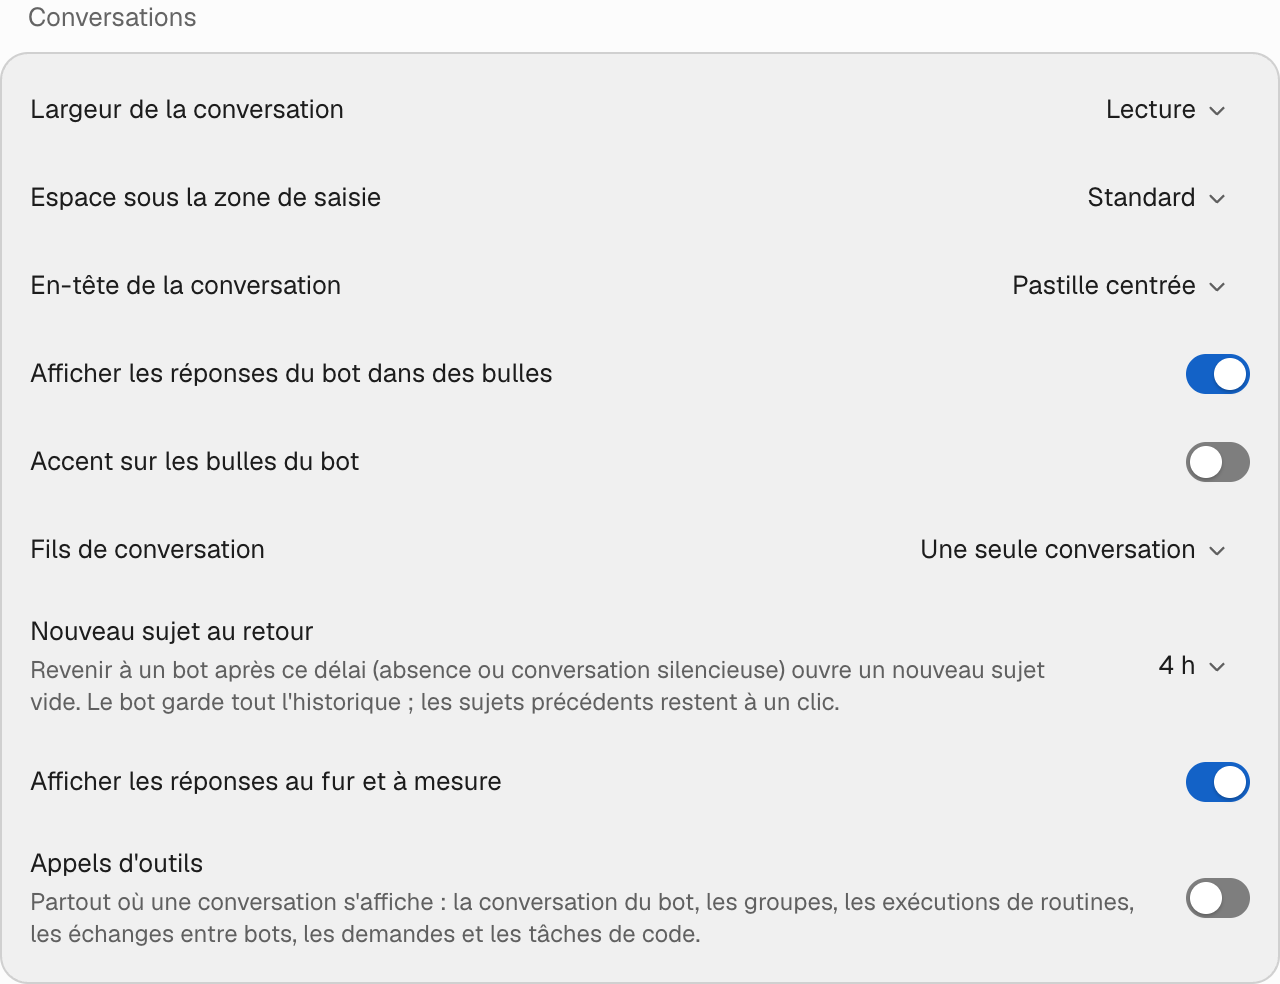 Conversations
Largeur de la conversation
Lecture
Espace sous la zone de saisie
Standard
En-tête de la conversation
Pastille centrée
Afficher les réponses du bot dans des bulles
Accent sur les bulles du bot
Fils de conversation
Une seule conversation
Nouveau sujet au retour
Revenir à un bot après ce délai (absence ou conversation silencieuse) ouvre un nouveau sujet
vide. Le bot garde tout l'historique ; les sujets précédents restent à un clic.
4 h
Afficher les réponses au fur et à mesure
Appels d'outils
Partout où une conversation s'affiche : la conversation du bot, les groupes, les exécutions de routines,
les échanges entre bots, les demandes et les tâches de code.